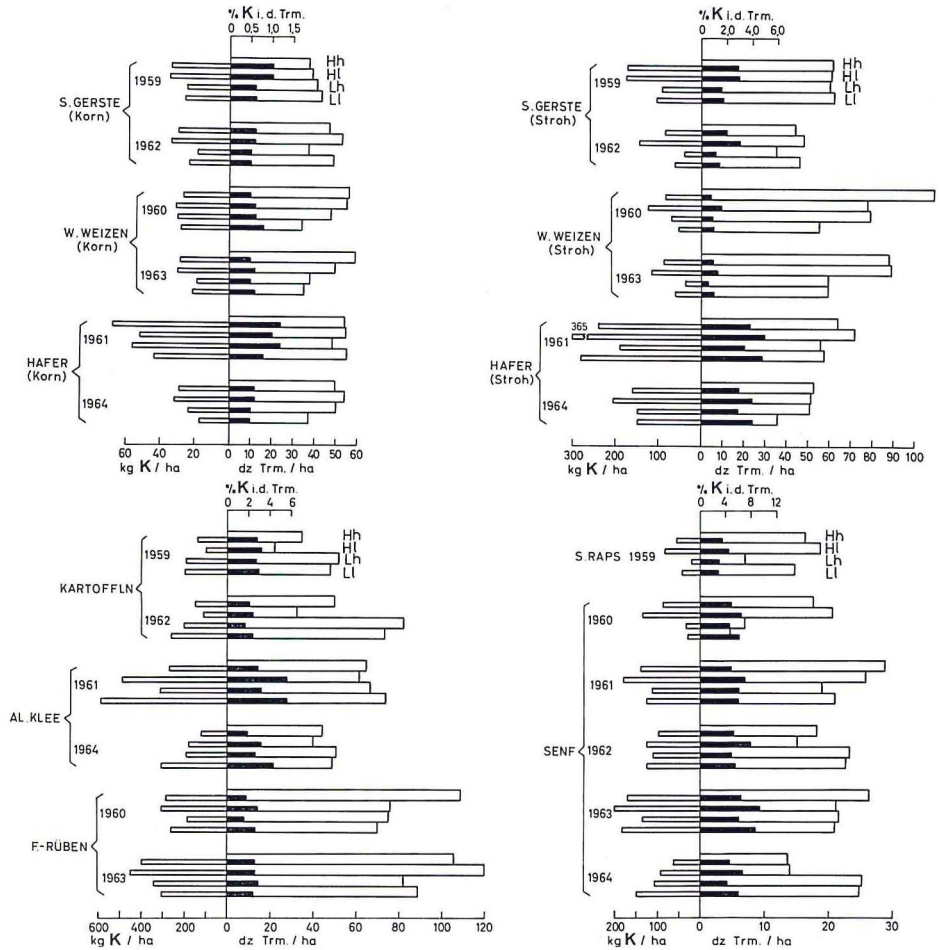 % K i. d. Trm.
0 0,5 1,0 1,5
Hh
Hl
Lh
Ll
1959
S. GERSTE
(Korn)
1962
1960
W. WEIZEN
(Korn)
1963
1961
HAFER
(Korn)
1964
60 40 20 0 10 20 30 40 50 60
kg K / ha dz Trm. / ha
% K i. d. Trm.
0 2,0 4,0 6,0
Hh
Hl
Lh
Ll
1959
S. GERSTE
(Stroh)
1962
1960
W. WEIZEN
(Stroh)
1963
365
1961
HAFER
(Stroh)
1964
300 200 100 0 10 20 30 40 50 60 70 80 90 100
kg K / ha dz Trm. / ha
% K i. d. Trm.
0 2 4 6
Hh
Hl
Lh
Ll
1959
KARTOFFLN
1962
1961
AL. KLEE
1964
1960
F.-RÜBEN
1963
600 400 200 0 20 40 60 80 100 120
kg K / ha dz Trm. / ha
% K i. d. Trm.
0 4 8 12
Hh
Hl
Lh
Ll
S. RAPS 1959
1960
1961
SENF 1962
1963
1964
200 100 0 10 20 30
kg K / ha dz Trm. / ha